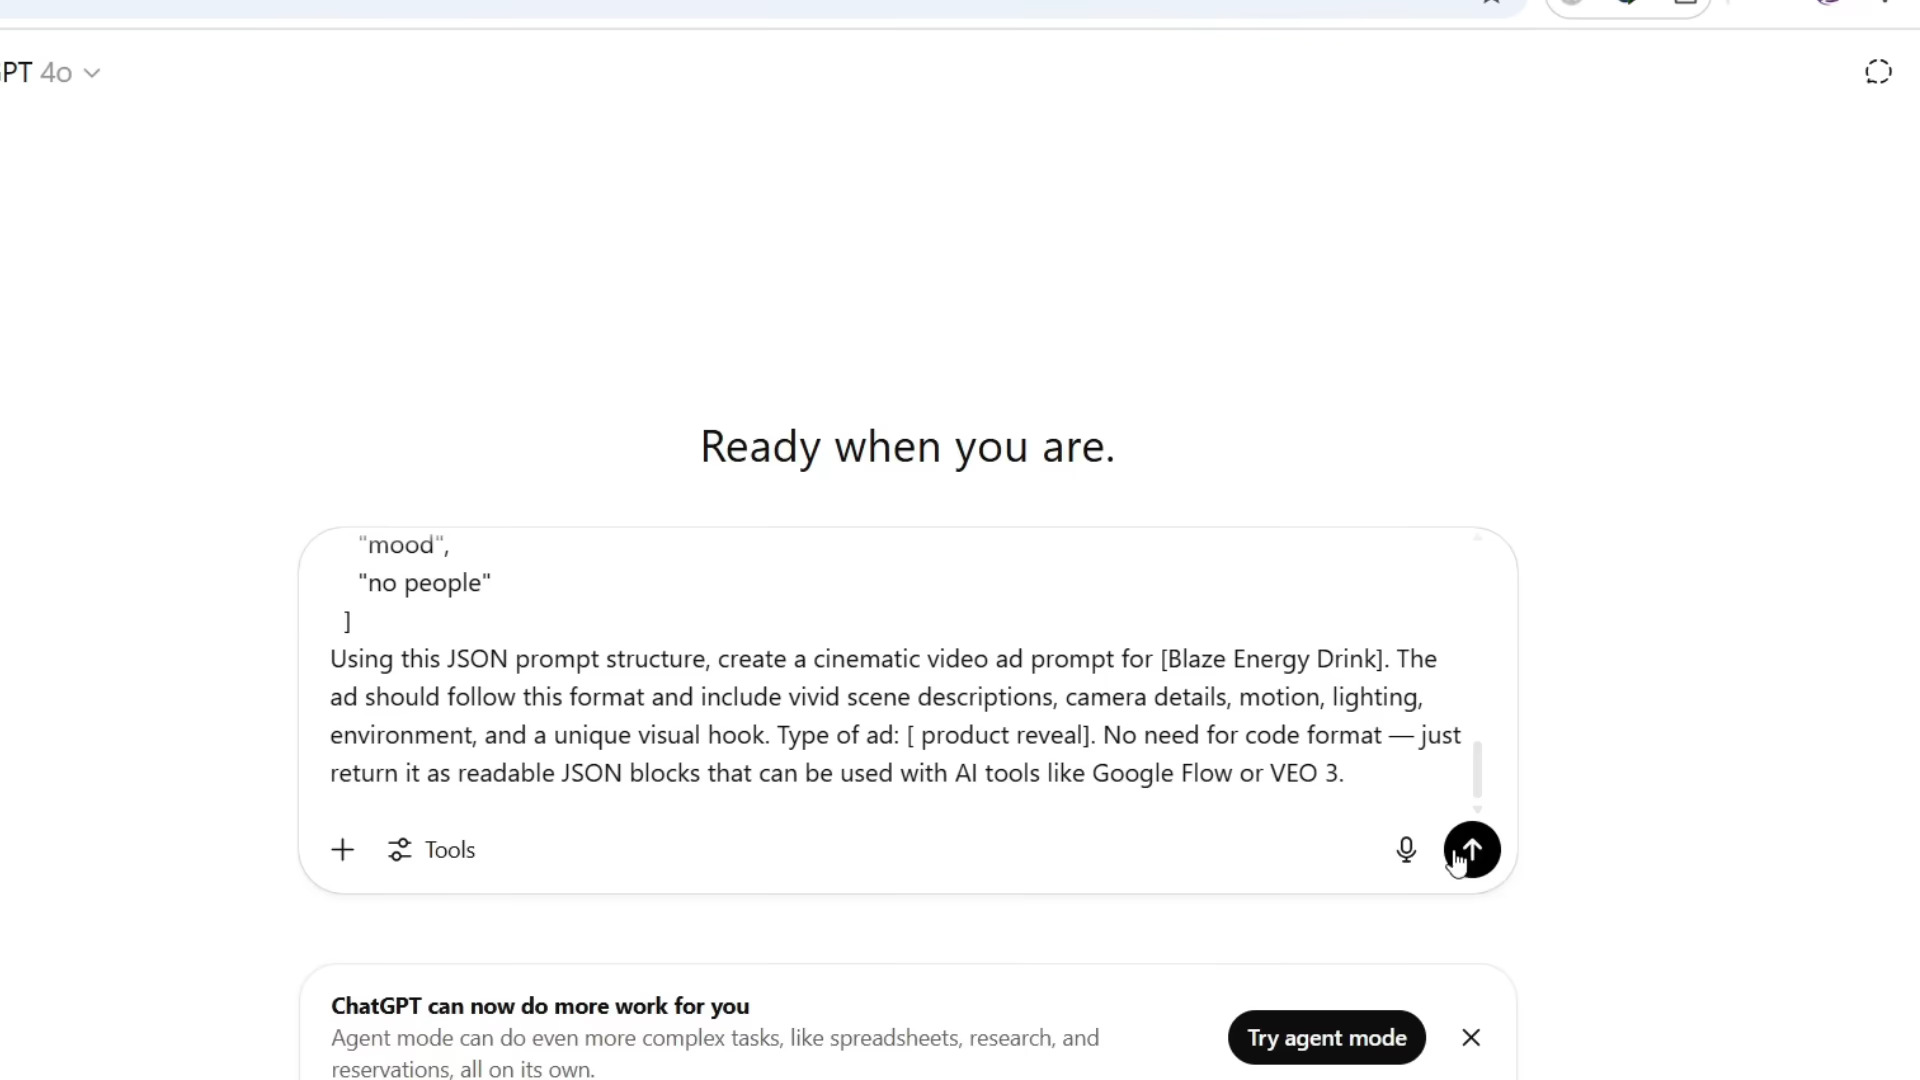 PT 4o
Ready when you are.
"mood",
"no people"
]
Using this JSON prompt structure, create a cinematic video ad prompt for [Blaze Energy Drink]. The
ad should follow this format and include vivid scene descriptions, camera details, motion, lighting,
environment, and a unique visual hook. Type of ad: [ product reveal]. No need for code format — just
return it as readable JSON blocks that can be used with AI tools like Google Flow or VEO 3.
Tools
ChatGPT can now do more work for you
Agent mode can do even more complex tasks, like spreadsheets, research, and
reservations, all on its own.
Try agent mode